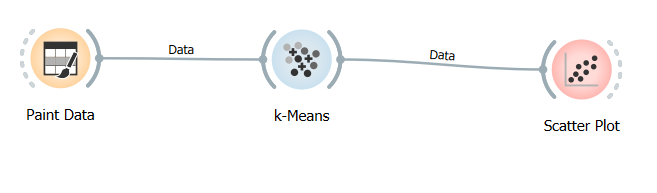 Data
Data
Paint Data
k-Means
Scatter Plot